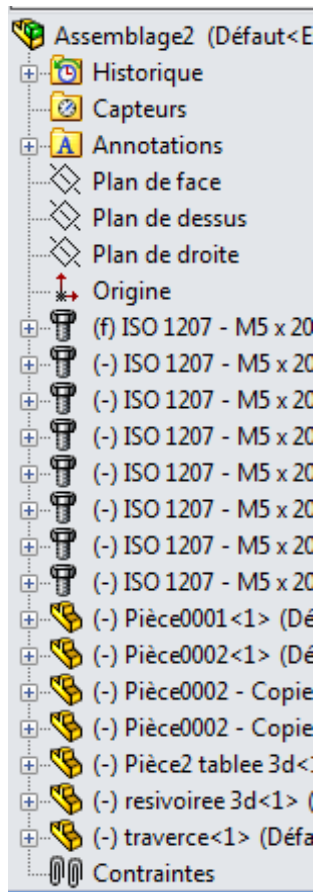 Assemblage2 (Défaut<E
Historique
Capteurs
Annotations
Plan de face
Plan de dessus
Plan de droite
Origine
(f) ISO 1207 - M5 x 20
(-) ISO 1207 - M5 x 20
(-) ISO 1207 - M5 x 20
(-) ISO 1207 - M5 x 20
(-) ISO 1207 - M5 x 20
(-) ISO 1207 - M5 x 20
(-) ISO 1207 - M5 x 20
(-) ISO 1207 - M5 x 20
(-) Pièce0001<1> (Dé
(-) Pièce0002<1> (Dé
(-) Pièce0002 - Copie
(-) Pièce0002 - Copie
(-) Pièce2 tablee 3d<1
(-) resivoiree 3d<1> (
(-) traverce<1> (Défa
Contraintes